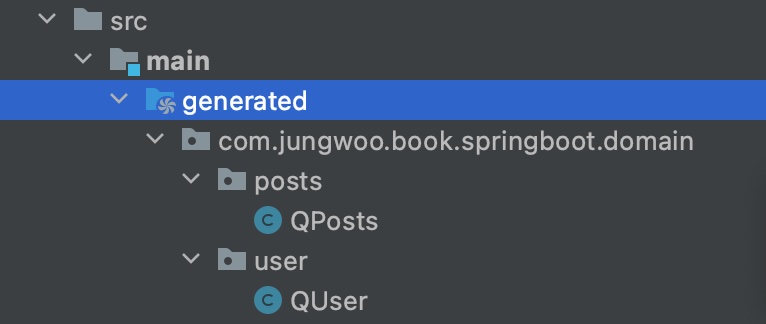 src
main
generated
com.jungwoo.book.springboot.domain
posts
C QPosts
user
C QUser